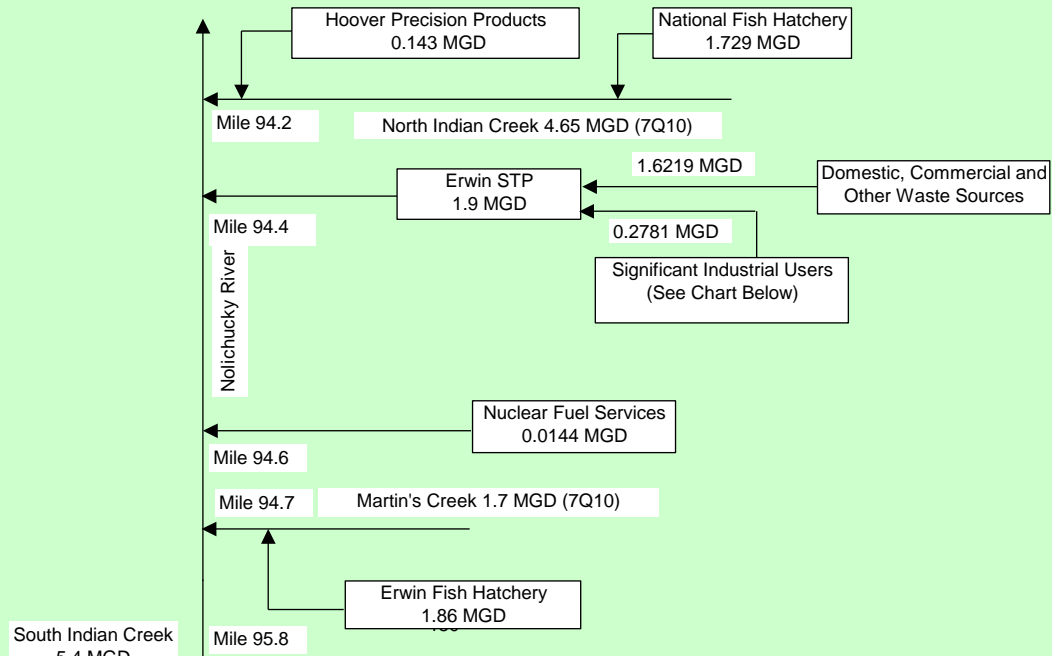 Hoover Precision Products
0.143 MGD
National Fish Hatchery
1.729 MGD
Mile 94.2
North Indian Creek 4.65 MGD (7Q10)
1.6219 MGD
Domestic, Commercial and
Other Waste Sources
Erwin STP
1.9 MGD
Mile 94.4
0.2781 MGD
Significant Industrial Users
(See Chart Below)
Nolichucky River
Nuclear Fuel Services
0.0144 MGD
Mile 94.6
Mile 94.7
Martin's Creek 1.7 MGD (7Q10)
Erwin Fish Hatchery
1.86 MGD
South Indian Creek
5.4 MGD
Mile 95.8